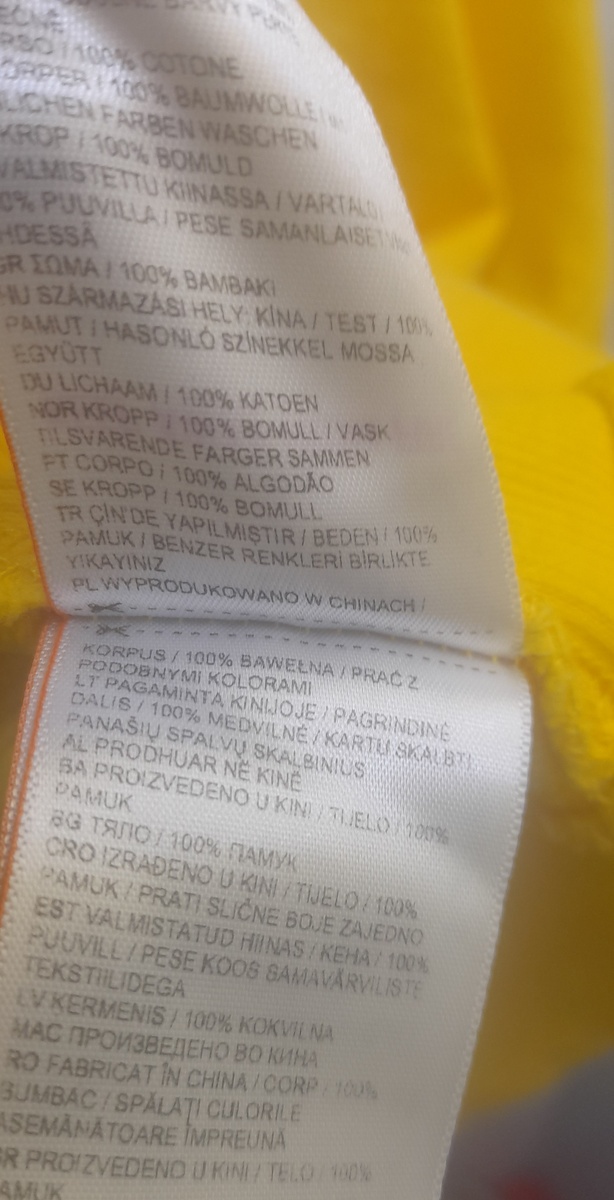 ECNĚ
PSO / 100% COTONE
ÖRPER / 100% BAUMWOLLE /
LICHEN FARBEN WASCHEN
KROP / 100% BOMULD
VALMISTETTU KIINASSA / VARTALO
0% PUUVILLA / PESE SAMANLAISET
HDESSÄ
GR ΣΩΜΑ / 100% BAMBAKI
HU SZÁRMAZÁSI HELY: KÍNA / TEST / 100%
PAMUT / HASONLÓ SZÍNEKKEL MOSSA
EGYÜTT
DU LICHAAM / 100% KATOEN
NOR KROPP / 100% BOMULL / VASK
TILSVARENDE FARGER SAMMEN
PT CORPO / 100% ALGODÃO
SE KROPP / 100% BOMULL
TR ÇİN'DE YAPILMIŞTIR / BEDEN / 100%
PAMUK / BENZER RENKLERİ BİRLİKTE
YIKAYINIZ
PL WYPRODUKOWANO W CHINACH /
KORPUS / 100% BAWEŁNA / PRAĆ Z
PODOBNYMI KOLORAMI
LT PAGAMINTA KINIJOJE / PAGRINDINĖ
DALIS / 100% MEDVILNĖ / KARTU SKALBTI
PANAŠIŲ SPALVŲ SKALBINIUS
AL PRODHUAR NË KINË
BA PROIZVEDENO U KINI / TIJELO / 100%
PAMUK
BG ТЯЛО / 100% ПАМУК
CRO IZRAĐENO U KINI / TIJELO / 100%
PAMUK / PRATI SLIČNE BOJE ZAJEDNO
EST VALMISTATUD HIINAS / KEHA / 100%
PUUVILL / PESE KOOS SAMAVÄRVILISTE
TEKSTIILIDEGA
LV KERMENIS / 100% KOKVILNA
MAC ПРОИЗВЕДЕНО ВО КИНА
RO FABRICAT ÎN CHINA / CORP / 100%
BUMBAC / SPĂLAȚI CULORILE
ASEMĂNĂTOARE ÎMPREUNĂ
SR PROIZVEDENO U KINI / TELO / 100%
AMUK